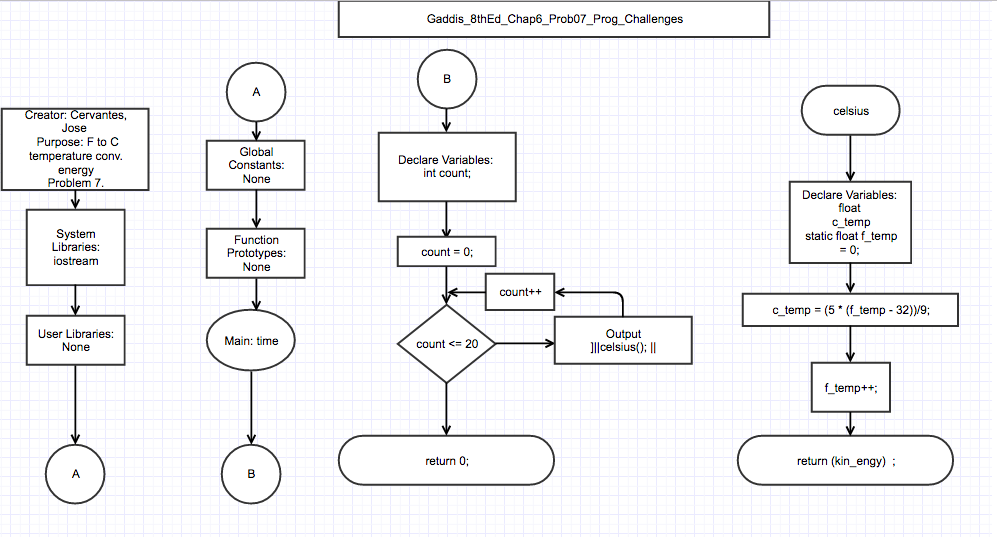 Gaddis_8thEd_Chap6_Prob07_Prog_Challenges
Creator: Cervantes,
Jose
Purpose: F to C
temperature conv.
energy
Problem 7.
System
Libraries:
iostream
User Libraries:
None
A
A
Global
Constants:
None
Function
Prototypes:
None
Main: time
B
B
Declare Variables:
int count;
count = 0;
count++
count <= 20
Output
]||celsius(); ||
return 0;
celsius
Declare Variables:
float
c_temp
static float f_temp
= 0;
c_temp = (5 * (f_temp - 32))/9;
f_temp++;
return (kin_engy) ;